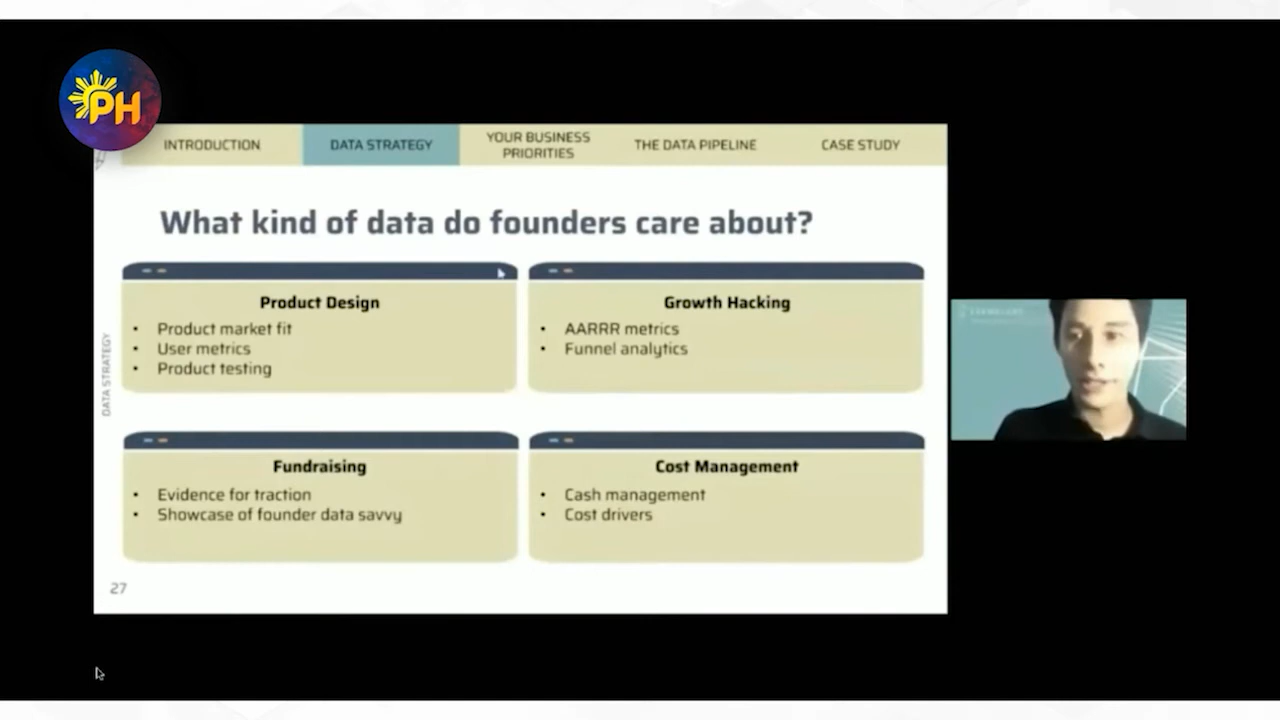 PH
INTRODUCTION
DATA STRATEGY
YOUR BUSINESS
PRIORITIES
THE DATA PIPELINE
CASE STUDY
What kind of data do founders care about?
Product Design
• Product market fit
• User metrics
• Product testing
Growth Hacking
• AARRR metrics
• Funnel analytics
DATA STRATEGY
Fundraising
• Evidence for traction
• Showcase of founder data savvy
Cost Management
• Cash management
• Cost drivers
27